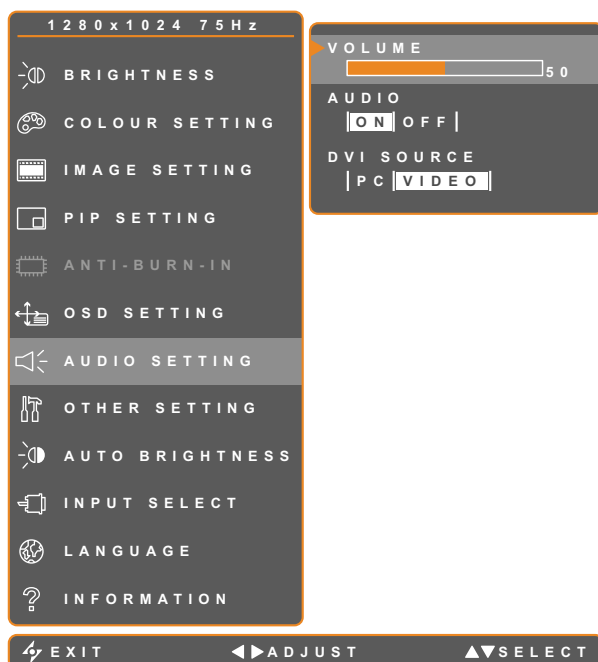 1280x1024 75Hz
BRIGHTNESS
COLOUR SETTING
IMAGE SETTING
PIP SETTING
ANTI-BURN-IN
OSD SETTING
AUDIO SETTING
OTHER SETTING
AUTO BRIGHTNESS
INPUT SELECT
LANGUAGE
INFORMATION
VOLUME
50
AUDIO
ON OFF
DVI SOURCE
PC VIDEO
EXIT ADJUST SELECT